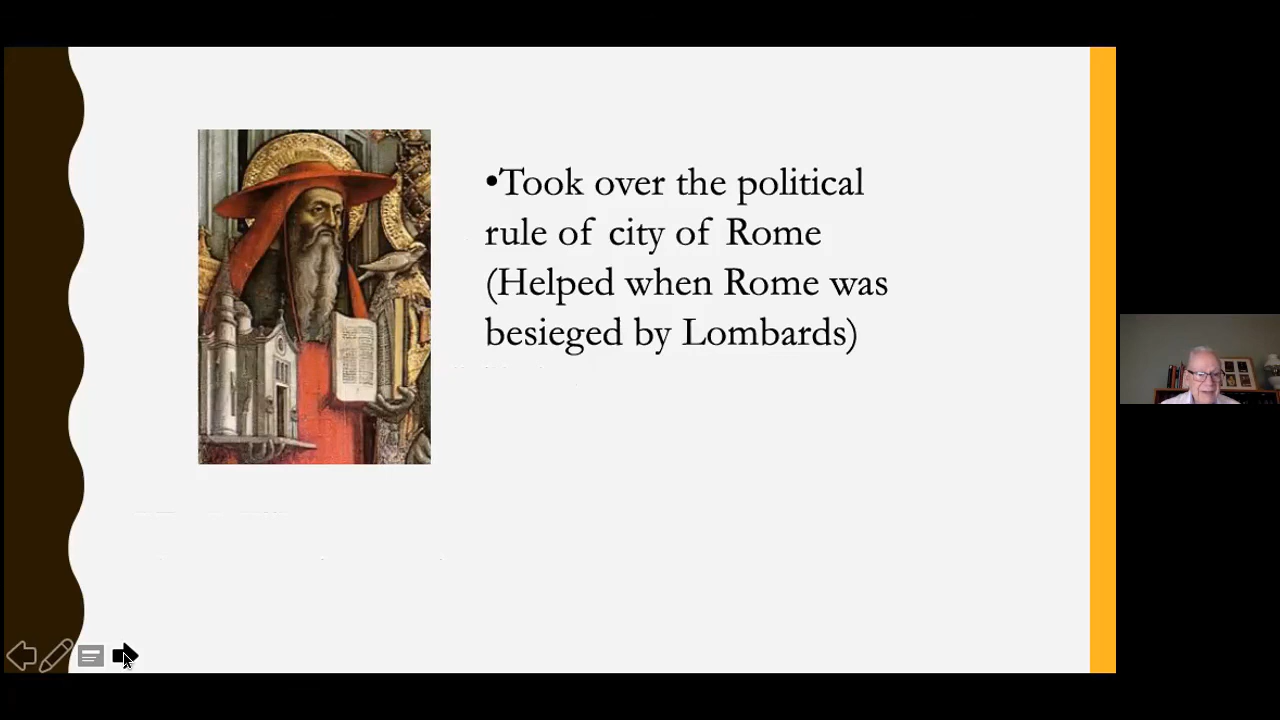 •Took over the political
rule of city of Rome
(Helped when Rome was
besieged by Lombards)